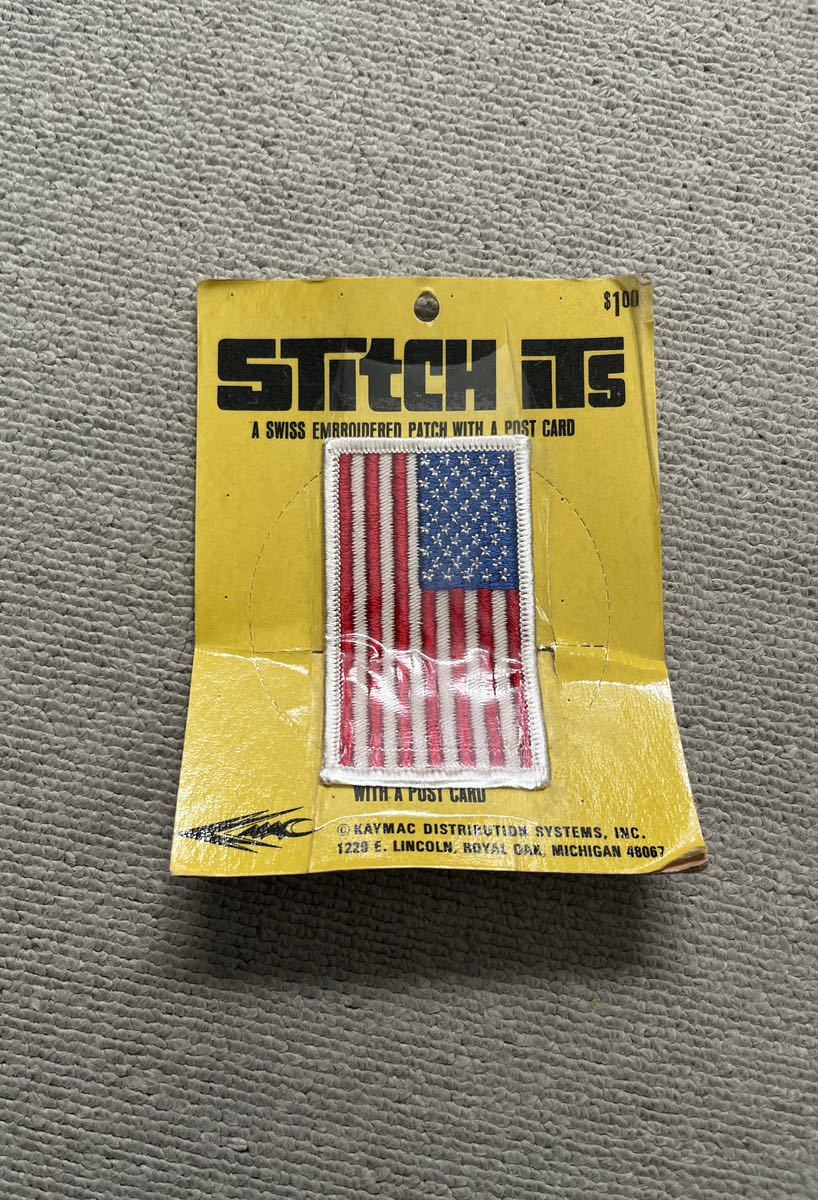 $1.00
STitCH iTS
A SWISS EMBROIDERED PATCH WITH A POST CARD
WITH A POST CARD
KMAC
© KAYMAC DISTRIBUTION SYSTEMS, INC.
1229 E. LINCOLN, ROYAL OAK, MICHIGAN 48067